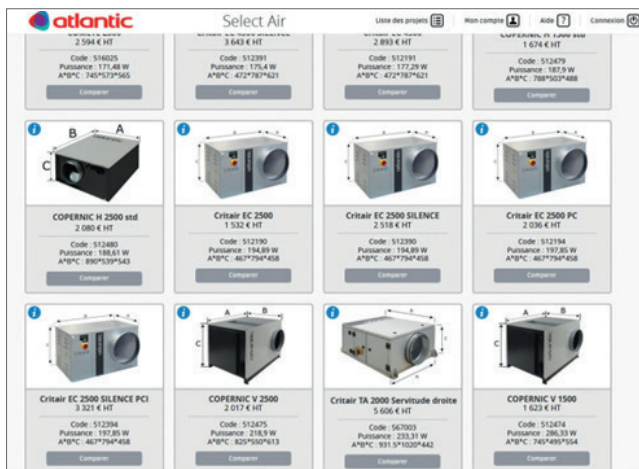 atlantic
Select Air
Liste des projets
Mon compte
Aide ?
Connexion
2 594 € HT
Code : 516025
Puissance : 171,48 W
A*B*C : 745*573*565
Comparer
3 643 € HT
Code : 512391
Puissance : 175,4 W
A*B*C : 472*787*621
Comparer
2 893 € HT
Code : 512191
Puissance : 177,29 W
A*B*C : 472*787*621
Comparer
COPERNIC H 1500 std
1 674 € HT
Code : 512479
Puissance : 187,9 W
A*B*C : 788*503*488
Comparer
i
B A
C
COPERNIC H 2500 std
2 080 € HT
Code : 512480
Puissance : 188,61 W
A*B*C : 890*539*543
Comparer
i
Critair EC 2500
1 532 € HT
Code : 512190
Puissance : 194,89 W
A*B*C : 467*794*458
Comparer
i
Critair EC 2500 SILENCE
2 518 € HT
Code : 512390
Puissance : 194,89 W
A*B*C : 467*794*458
Comparer
i
Critair EC 2500 PC
2 036 € HT
Code : 512194
Puissance : 197,85 W
A*B*C : 467*794*458
Comparer
i
Critair EC 2500 SILENCE PCI
3 321 € HT
Code : 512394
Puissance : 197,85 W
A*B*C : 467*794*458
Comparer
i
A B
C
COPERNIC V 2500
2 017 € HT
Code : 512475
Puissance : 218,9 W
A*B*C : 825*550*613
Comparer
i
Critair TA 2000 Servitude droite
5 606 € HT
Code : 567003
Puissance : 233,31 W
A*B*C : 931.5*1020*442
Comparer
i
A B
C
COPERNIC V 1500
1 623 € HT
Code : 512474
Puissance : 286,33 W
A*B*C : 745*495*554
Comparer